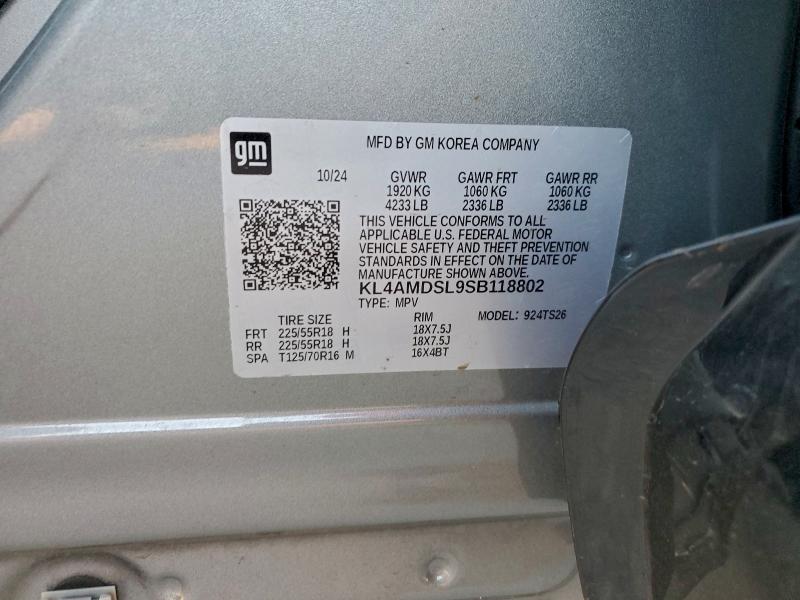 gm
MFD BY GM KOREA COMPANY
10/24 GVWR GAWR FRT GAWR RR
1920 KG 1060 KG 1060 KG
4233 LB 2336 LB 2336 LB
THIS VEHICLE CONFORMS TO ALL
APPLICABLE U.S. FEDERAL MOTOR
VEHICLE SAFETY AND THEFT PREVENTION
STANDARDS IN EFFECT ON THE DATE OF
MANUFACTURE SHOWN ABOVE.
KL4AMDSL9SB118802
TYPE: MPV MODEL: 924TS26
TIRE SIZE RIM
FRT 225/55R18 H 18X7.5J
RR 225/55R18 H 18X7.5J
SPA T125/70R16 M 16X4BT